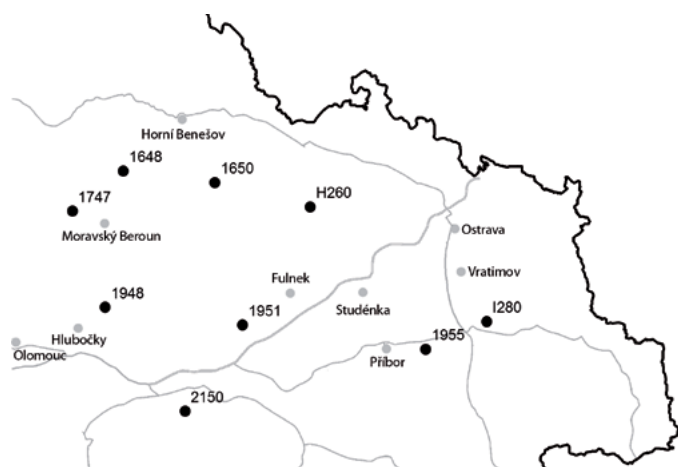 Horní Benešov
1648
1650
1747
H260
Moravský Beroun
Ostrava
Vratimov
Fulnek
Studénka
1948
1951
I280
Hlubočky
Olomouc
1955
Příbor
2150